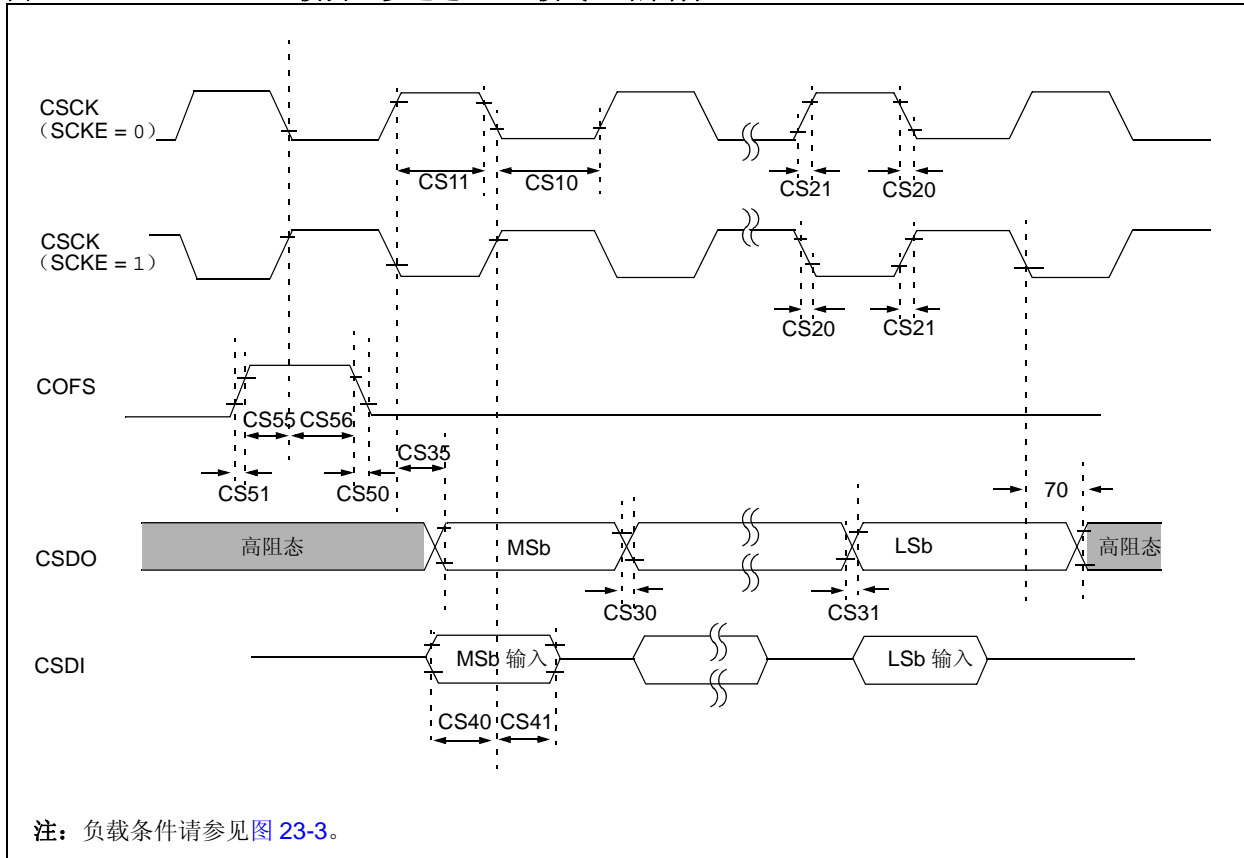 CSCK
（SCKE = 0）
CS11
CS10
CS21
CS20
CSCK
（SCKE = 1）
CS20
CS21
COFS
CS55
CS56
CS35
CS51
CS50
70
CSDO
高阻态
MSb
LSb
高阻态
CS30
CS31
CSDI
MSb 输入
LSb 输入
CS40
CS41
注：负载条件请参见图 23-3。